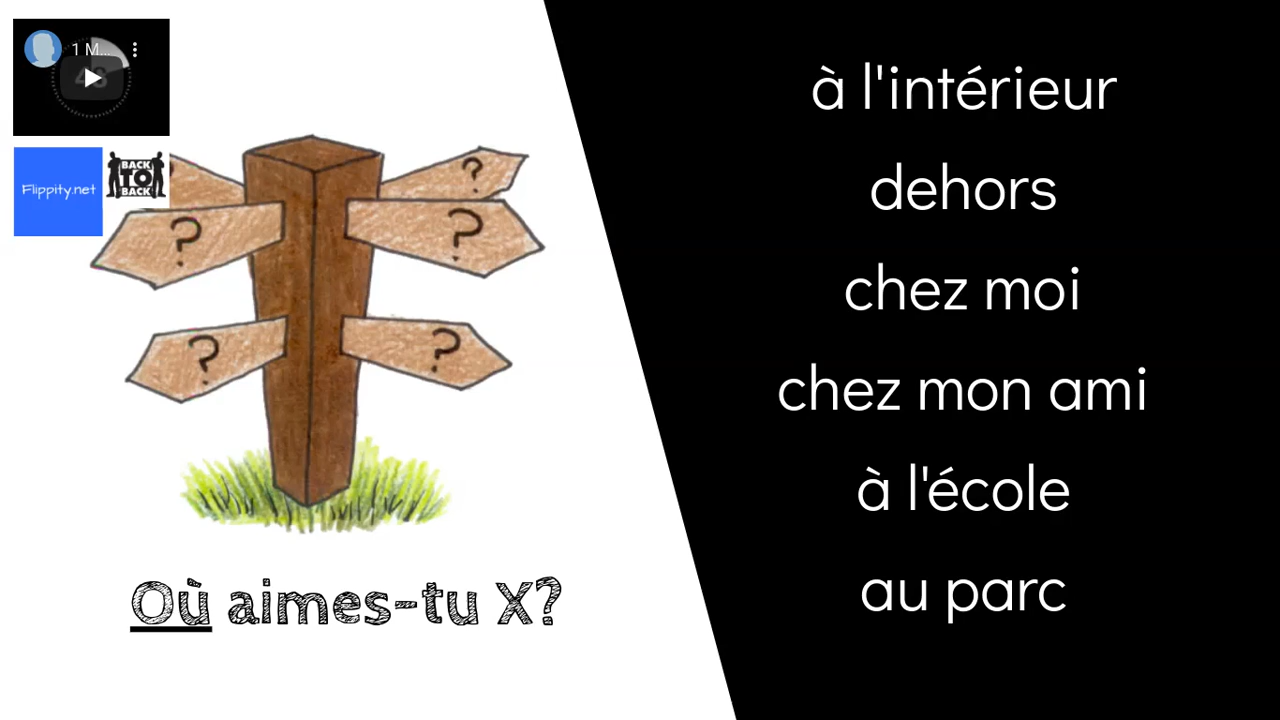 1 M...
48
Flippity.net
BACK
TO
BACK
?
?
?
?
?
Où aimes-tu X?
à l'intérieur
dehors
chez moi
chez mon ami
à l'école
au parc